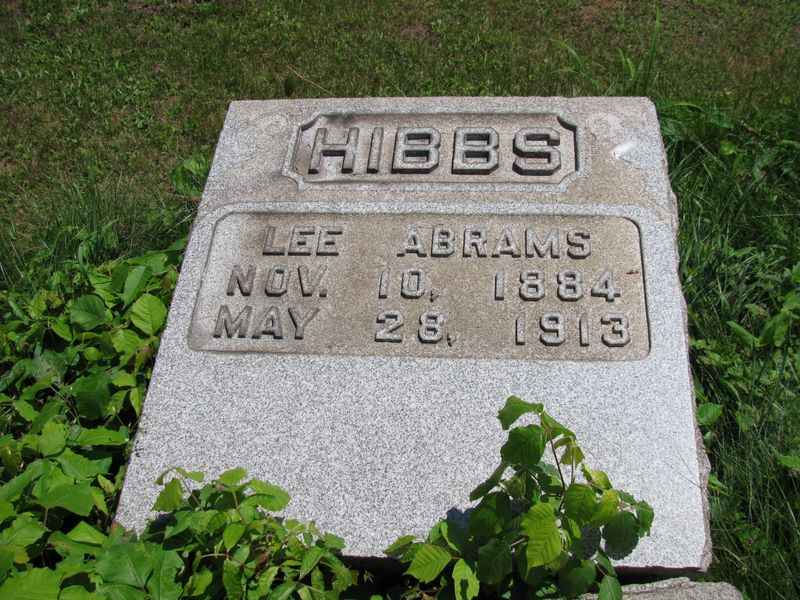 HIBBS
LEE ABRAMS
NOV. 10, 1884
MAY 28, 1913